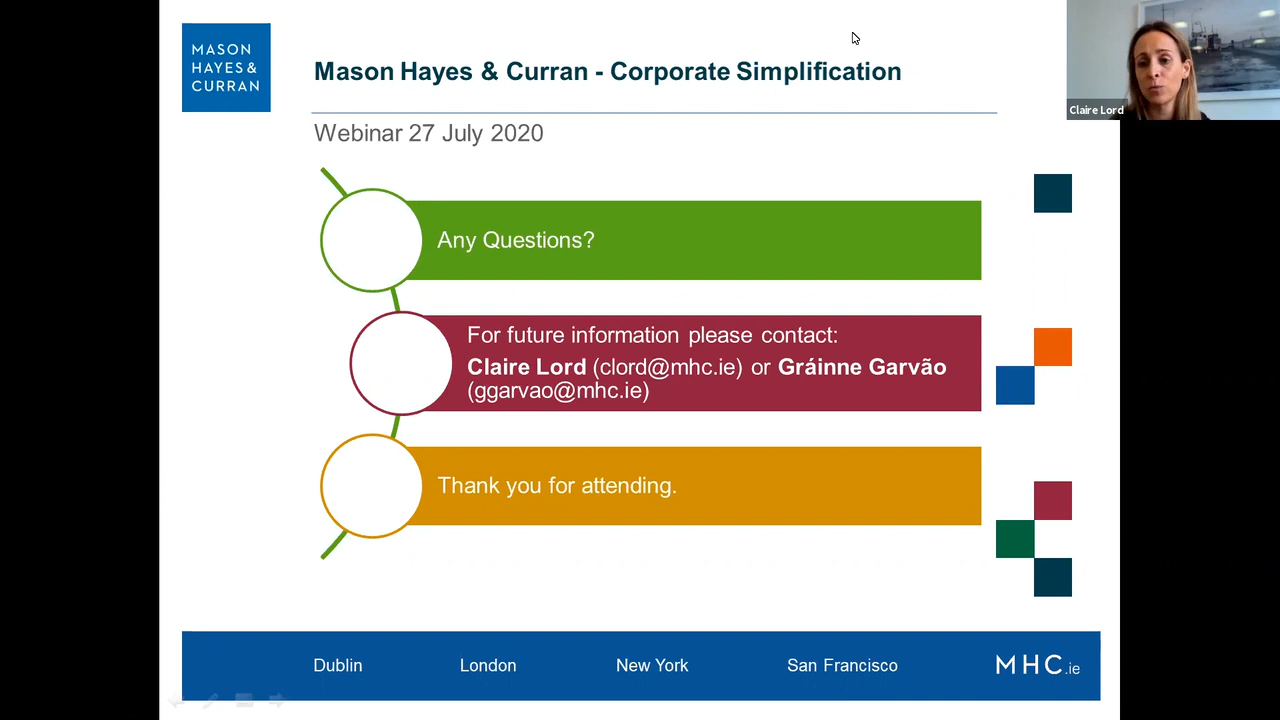 MASON
HAYES &
CURRAN
Mason Hayes & Curran - Corporate Simplification
Claire Lord
Webinar 27 July 2020
Any Questions?
For future information please contact:
Claire Lord (clord@mhc.ie) or Gráinne Garvão
(ggarvao@mhc.ie)
Thank you for attending.
Dublin London New York San Francisco MHC.ie